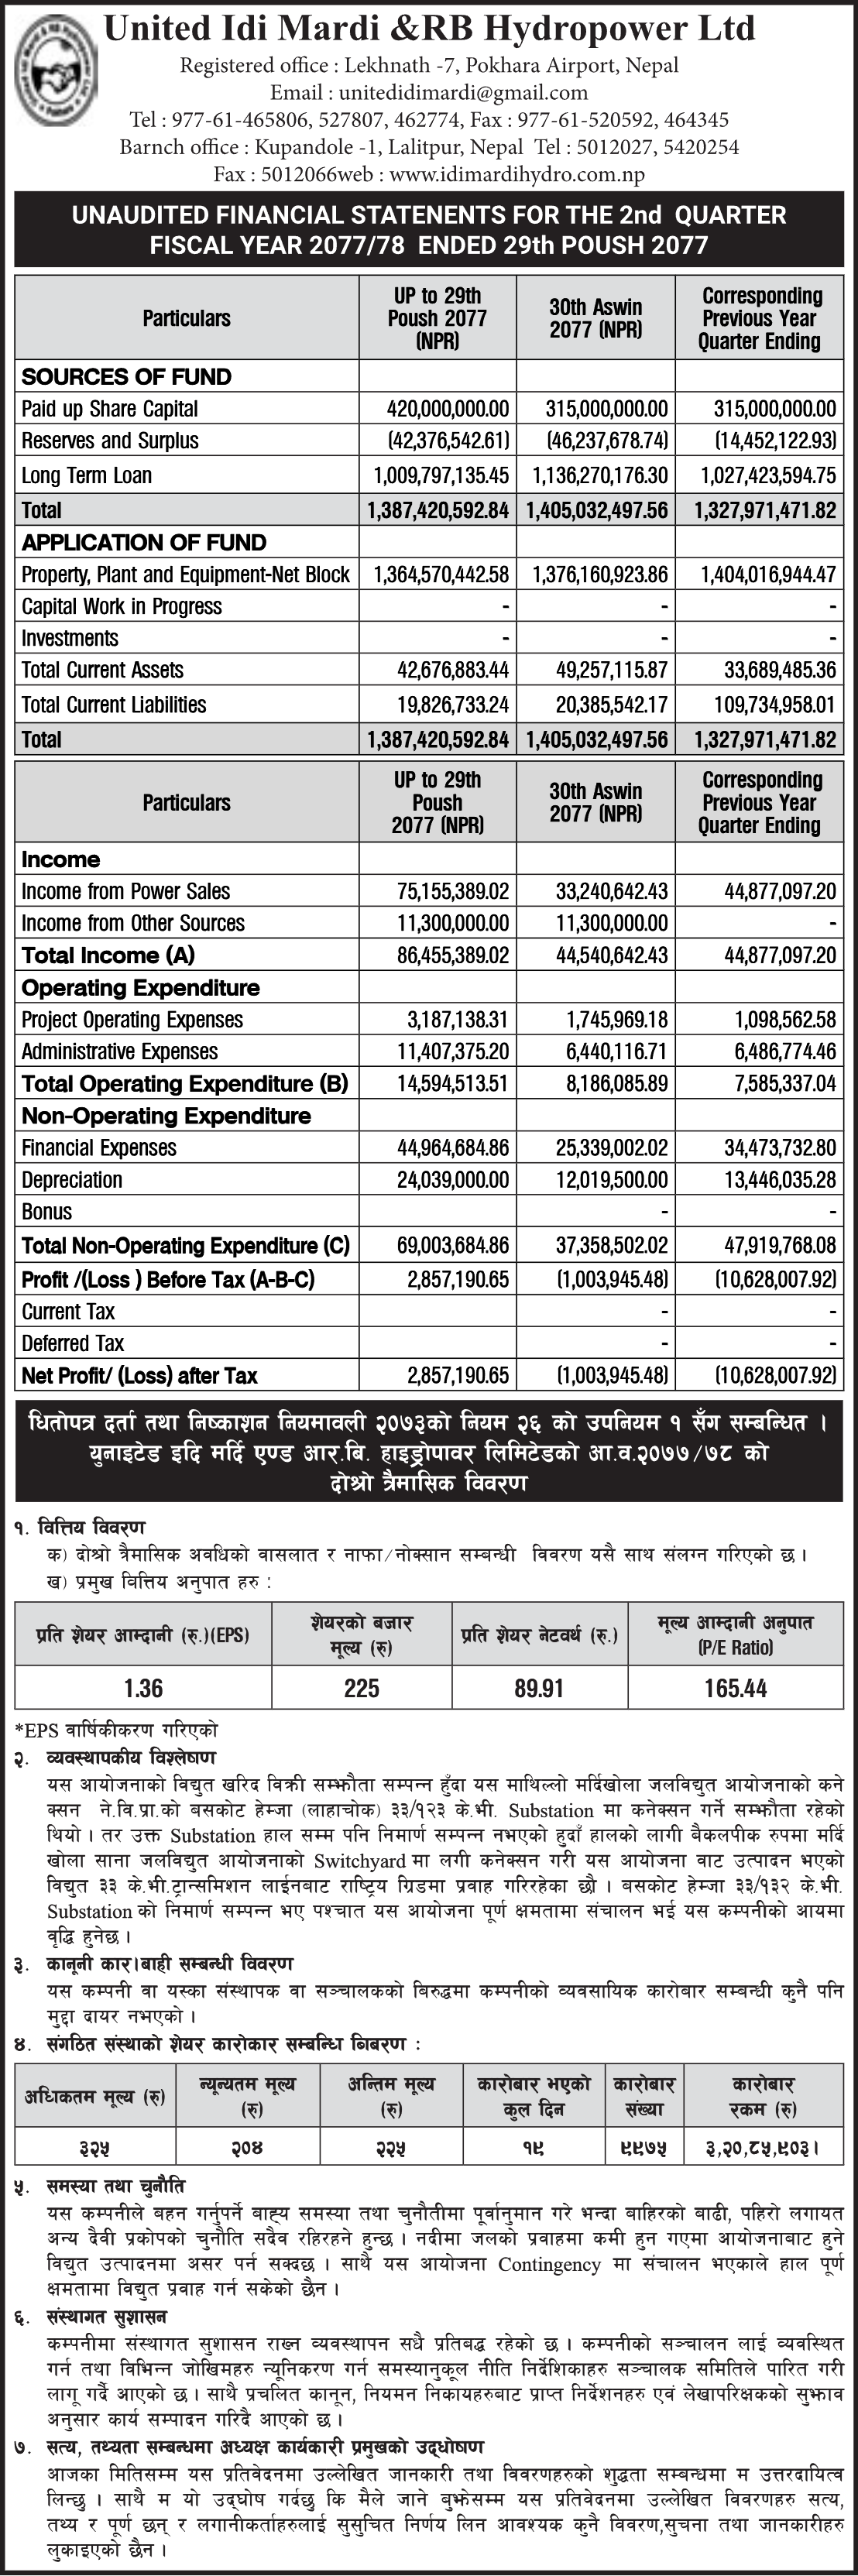 United Idi Mardi &RB Hydropower Ltd
Registered office : Lekhnath -7, Pokhara Airport, Nepal
Email : unitedidimardi@gmail.com
Tel : 977-61-465806, 527807, 462774, Fax : 977-61-520592, 464345
Barnch office : Kupandole -1, Lalitpur, Nepal Tel : 5012027, 5420254
Fax : 5012066web : www.idimardihydro.com.np
UNAUDITED FINANCIAL STATENENTS FOR THE 2nd QUARTER
FISCAL YEAR 2077/78 ENDED 29th POUSH 2077
Particulars UP to 29th Poush 2077 (NPR) 30th Aswin 2077 (NPR) Corresponding Previous Year Quarter Ending
SOURCES OF FUND
Paid up Share Capital 420,000,000.00 315,000,000.00 315,000,000.00
Reserves and Surplus (42,376,542.61) (46,237,678.74) (14,452,122.93)
Long Term Loan 1,009,797,135.45 1,136,270,176.30 1,027,423,594.75
Total 1,387,420,592.84 1,405,032,497.56 1,327,971,471.82
APPLICATION OF FUND
Property, Plant and Equipment-Net Block 1,364,570,442.58 1,376,160,923.86 1,404,016,944.47
Capital Work in Progress - - -
Investments - - -
Total Current Assets 42,676,883.44 49,257,115.87 33,689,485.36
Total Current Liabilities 19,826,733.24 20,385,542.17 109,734,958.01
Total 1,387,420,592.84 1,405,032,497.56 1,327,971,471.82
Particulars UP to 29th Poush 2077 (NPR) 30th Aswin 2077 (NPR) Corresponding Previous Year Quarter Ending
Income
Income from Power Sales 75,155,389.02 33,240,642.43 44,877,097.20
Income from Other Sources 11,300,000.00 11,300,000.00 -
Total Income (A) 86,455,389.02 44,540,642.43 44,877,097.20
Operating Expenditure
Project Operating Expenses 3,187,138.31 1,745,969.18 1,098,562.58
Administrative Expenses 11,407,375.20 6,440,116.71 6,486,774.46
Total Operating Expenditure (B) 14,594,513.51 8,186,085.89 7,585,337.04
Non-Operating Expenditure
Financial Expenses 44,964,684.86 25,339,002.02 34,473,732.80
Depreciation 24,039,000.00 12,019,500.00 13,446,035.28
Bonus - -
Total Non-Operating Expenditure (C) 69,003,684.86 37,358,502.02 47,919,768.08
Profit /(Loss ) Before Tax (A-B-C) 2,857,190.65 (1,003,945.48) (10,628,007.92)
Current Tax - -
Deferred Tax - -
Net Profit/ (Loss) after Tax 2,857,190.65 (1,003,945.48) (10,628,007.92)
धितोपत्र दर्ता तथा निष्काशन नियमावली २०७३को नियम २६ को उपनियम १ सँग सम्बन्धित ।
युनाइटेड इदि मर्दि एण्ड आर.बि. हाइड्रोपावर लिमिटेडको आ.व.२०७७/७८ को
दोश्रो त्रैमासिक विवरण
१. वित्तिय विवरण
क) दोश्रो त्रैमासिक अवधिको वासलात र नाफा/नोक्सान सम्बन्धी विवरण यसै साथ संलग्न गरिएको छ ।
ख) प्रमुख वित्तिय अनुपात हरु :
प्रति शेयर आम्दानी (रु.)(EPS) शेयरको बजार मूल्य (रु) प्रति शेयर नेटवर्थ (रु.) मूल्य आम्दानी अनुपात (P/E Ratio)
1.36 225 89.91 165.44
*EPS वार्षिकीकरण गरिएको
२. व्यवस्थापकीय विश्लेषण
यस आयोजनाको विद्युत खरिद विक्री सम्झौता सम्पन्न हुँदा यस माथिल्लो मर्दिखोला जलविद्युत आयोजनाको कने
क्सन ने.वि.प्रा.को बसकोट हेम्जा (लाहाचोक) ३३/१२३ के.भी. Substation मा कनेक्सन गर्ने सम्झौता रहेको
थियो । तर उक्त Substation हाल सम्म पनि निमार्ण सम्पन्न नभएको हुदाँ हालको लागी बैकलपीक रुपमा मर्दि
खोला साना जलविद्युत आयोजनाको Switchyard मा लगी कनेक्सन गरी यस आयोजना वाट उत्पादन भएको
विद्युत ३३ के.भी.ट्रान्समिशन लाईनबाट राष्ट्रिय ग्रिडमा प्रवाह गरिरहेका छौ । बसकोट हेम्जा ३३/१३२ के.भी.
Substation को निमार्ण सम्पन्न भए पश्चात यस आयोजना पूर्ण क्षमतामा संचालन भई यस कम्पनीको आयमा
वृद्धि हुनेछ ।
३. कानूनी कार।बाही सम्बन्धी विवरण
यस कम्पनी वा यस्का संस्थापक वा सञ्चालकको बिरुद्धमा कम्पनीको व्यवसायिक कारोबार सम्बन्धी कुनै पनि
मुद्दा दायर नभएको ।
४. संगठित संस्थाको शेयर कारोकार सम्बन्धि बिबरण :
अधिकतम मूल्य (रु) न्यून्यतम मूल्य (रु) अन्तिम मूल्य (रु) कारोबार भएको कुल दिन कारोबार संख्या कारोबार रकम (रु)
३२५ २०४ २२५ १९ ९९७५ ३,२०,८५,९०३।
५. समस्या तथा चुनौति
यस कम्पनीले बहन गर्नुपर्ने बाह्य समस्या तथा चुनौतीमा पूर्वानुमान गरे भन्दा बाहिरको बाढी, पहिरो लगायत
अन्य दैवी प्रकोपको चुनौति सदैव रहिरहने हुन्छ । नदीमा जलको प्रवाहमा कमी हुन गएमा आयोजनाबाट हुने
विद्युत उत्पादनमा असर पर्न सक्दछ । साथै यस आयोजना Contingency मा संचालन भएकाले हाल पूर्ण
क्षमतामा विद्युत प्रवाह गर्न सकेको छैन ।
६. संस्थागत सुशासन
कम्पनीमा संस्थागत सुशासन राख्न व्यवस्थापन सधै प्रतिबद्ध रहेको छ । कम्पनीको सञ्चालन लाई व्यवस्थित
गर्न तथा विभिन्न जोखिमहरु न्यूनिकरण गर्न समस्यानुकूल नीति निर्देशिकाहरु सञ्चालक समितिले पारित गरी
लागू गर्दै आएको छ । साथै प्रचलित कानून, नियमन निकायहरुबाट प्राप्त निर्देशनहरु एवं लेखापरिक्षकको सुझाव
अनुसार कार्य सम्पादन गरिदै आएको छ ।
७. सत्य, तथ्यता सम्बन्धमा अध्यक्ष कार्यकारी प्रमुखको उद्घोषण
आजका मितिसम्म यस प्रतिवेदनमा उल्लेखित जानकारी तथा विवरणहरुको शुद्धता सम्बन्धमा म उत्तरदायित्व
लिन्छु । साथै म यो उद्घोष गर्दछु कि मैले जाने बुझेसम्म यस प्रतिवेदनमा उल्लेखित विवरणहरु सत्य,
तथ्य र पूर्ण छन् र लगानीकर्ताहरुलाई सुसुचित निर्णय लिन आवश्यक कुनै विवरण,सुचना तथा जानकारीहरु
लुकाइएको छैन ।